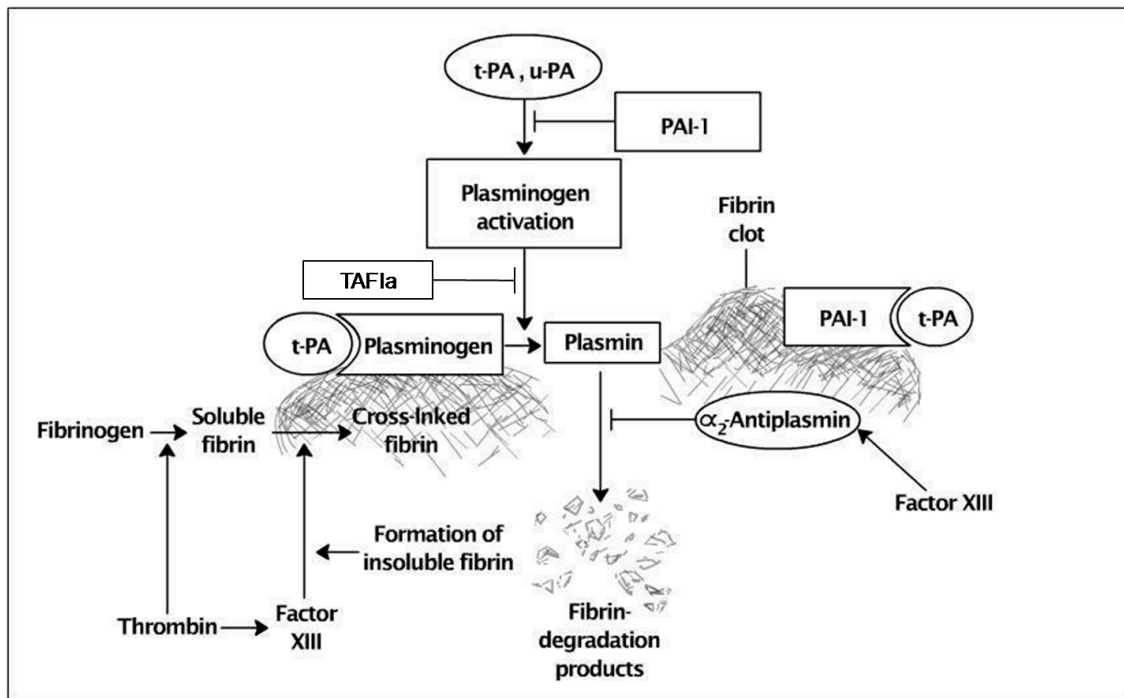 t-PA , u-PA
PAI-1
Plasminogen
activation
Fibrin
clot
TAFIa
t-PA
Plasminogen
Plasmin
PAI-1
t-PA
Fibrinogen
Soluble
fibrin
Cross-lnked
fibrin
α2-Antiplasmin
Factor XIII
Formation of
insoluble fibrin
Thrombin
Factor
XIII
Fibrin-
degradation
products